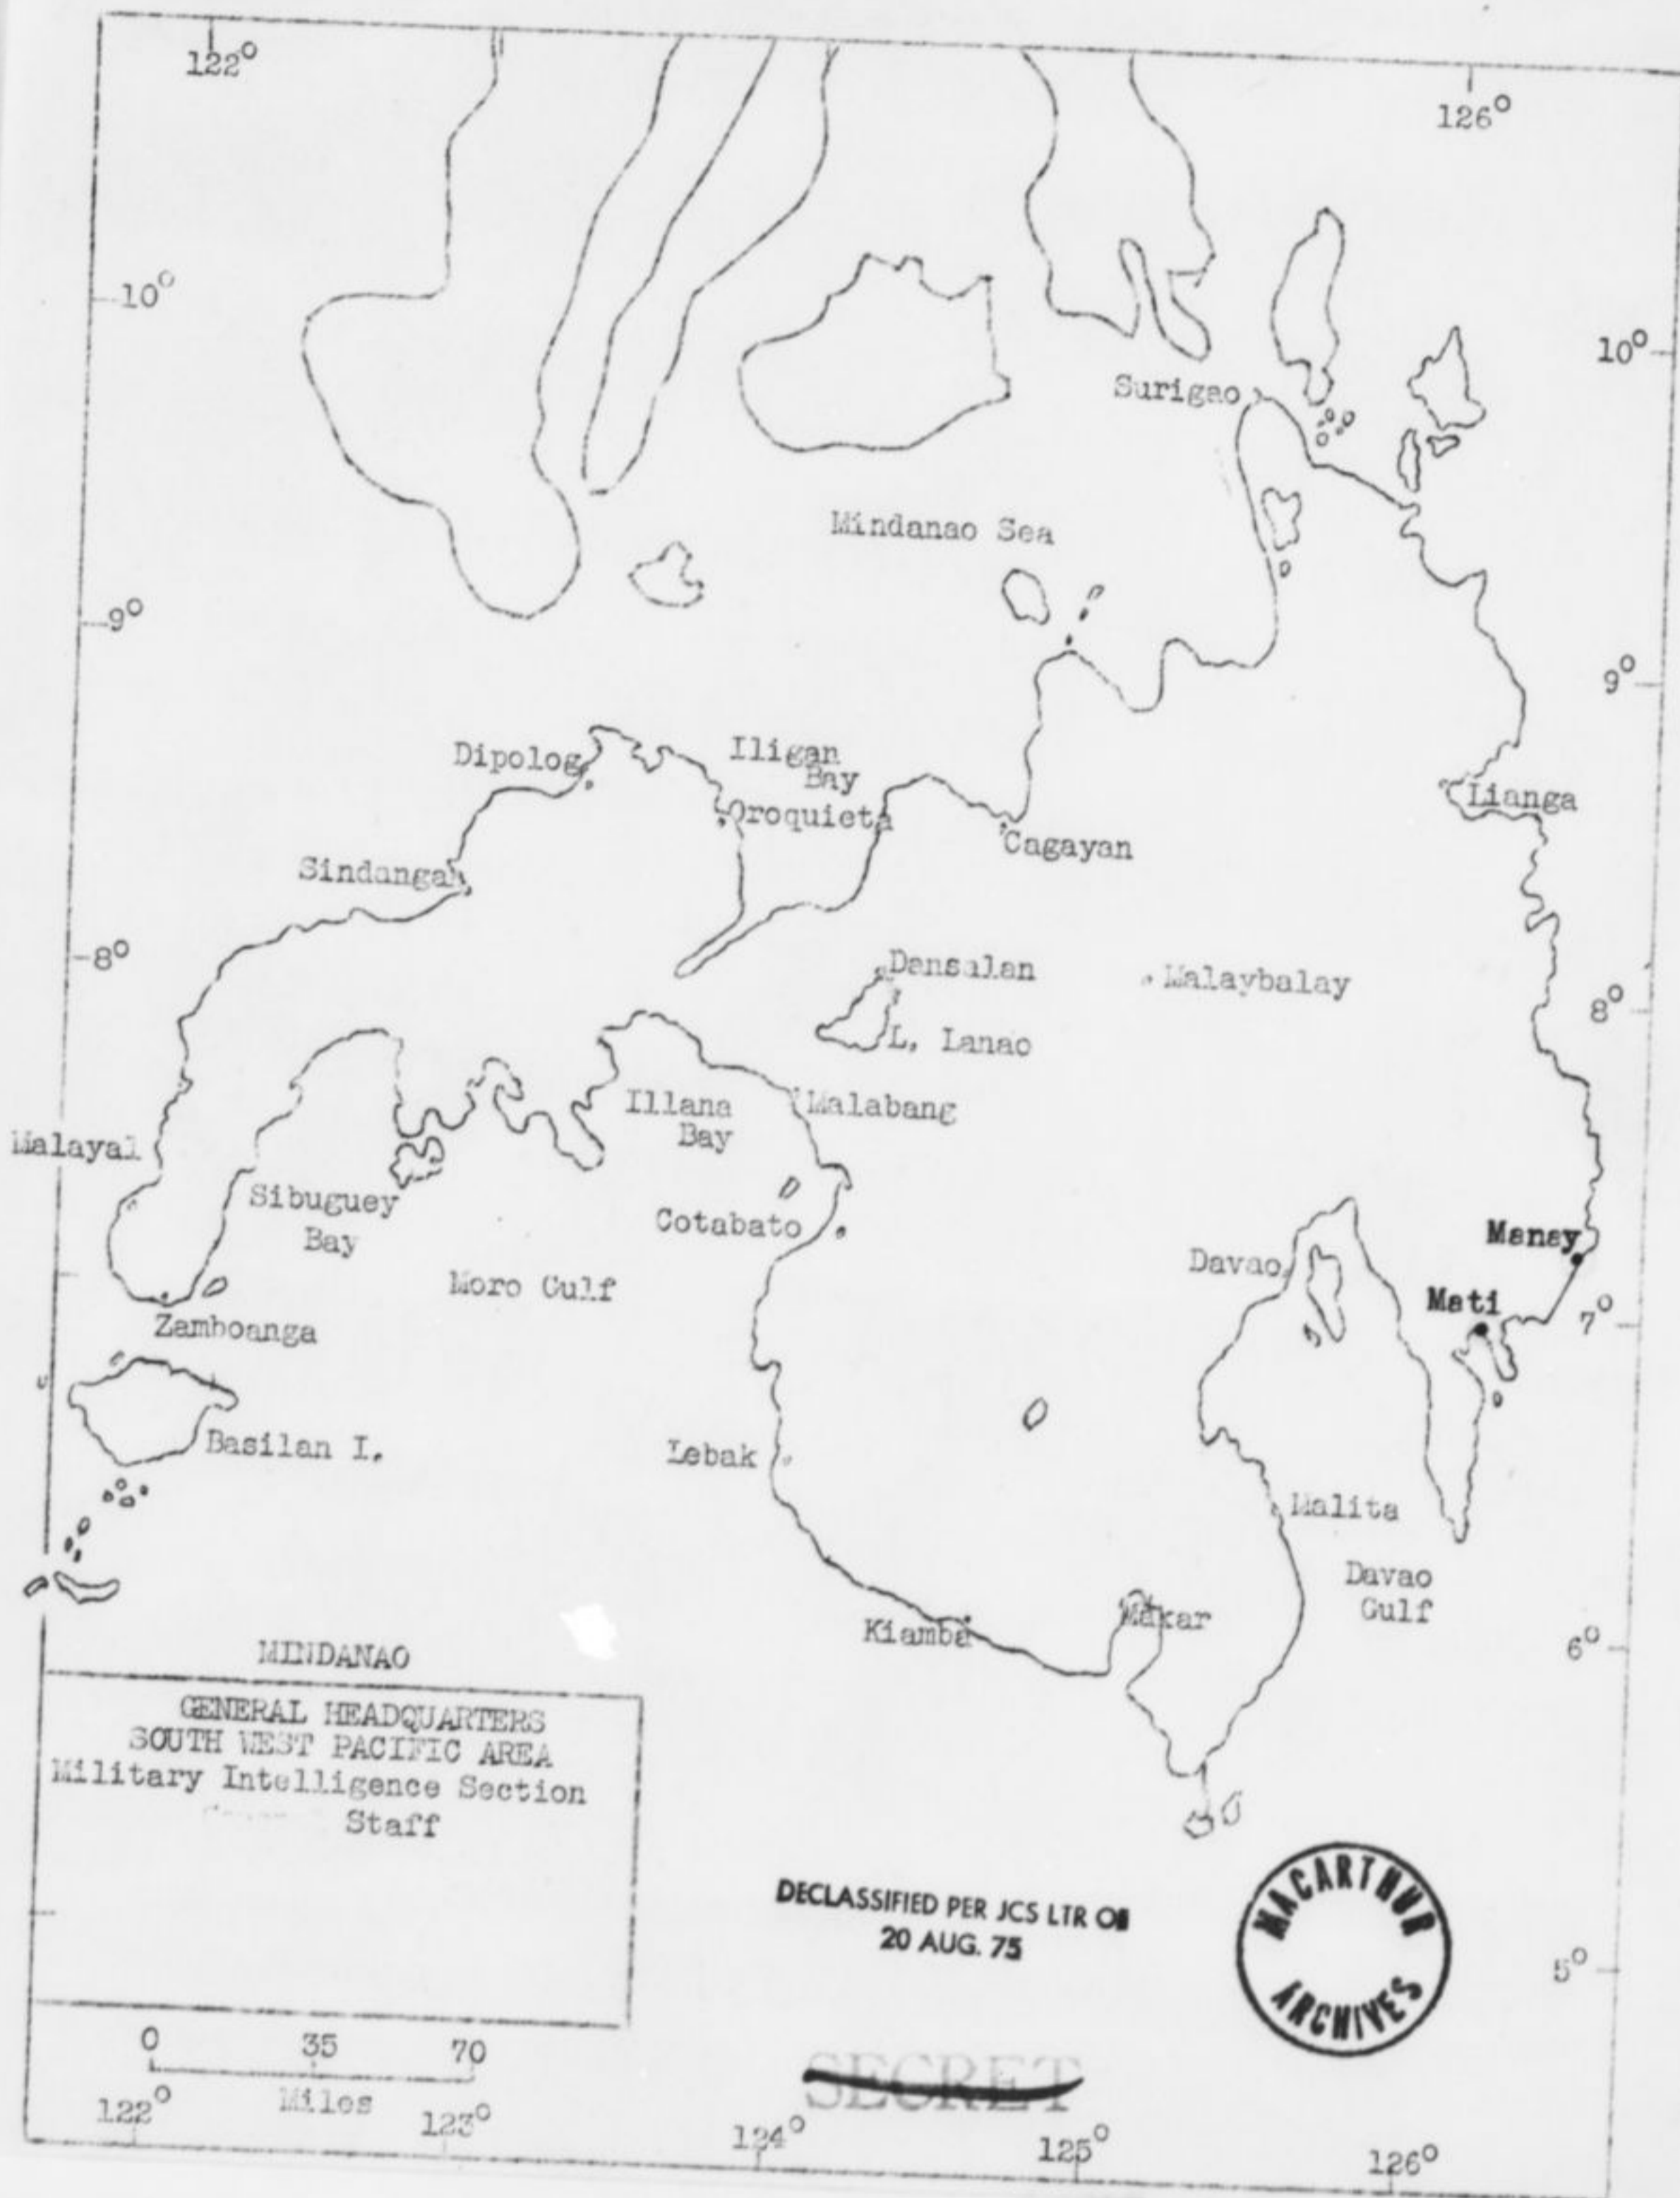 122°
126°
10°
10°
Surigao
Mindanao Sea
9°
9°
Dipolog
Iligan
Bay
Oroquieta
Lianga
Cagayan
Sindangan
8°
Dansalan
Malaybalay
8°
L. Lanao
Illana
Bay
Malabang
Malayal
Sibuguey
Bay
Cotabato
Manay
Davao
Moro Gulf
Mati
7°
Zamboanga
Basilan I.
Lebak
Malita
Davao
Gulf
Makar
Kiamba
6°
MINDANAO
GENERAL HEADQUARTERS
SOUTH WEST PACIFIC AREA
Military Intelligence Section
Staff
DECLASSIFIED PER JCS LTR OF
20 AUG. 75
MACARTHUR
ARCHIVES
5°
0 35 70
Miles
SECRET
122° 123° 124° 125° 126°